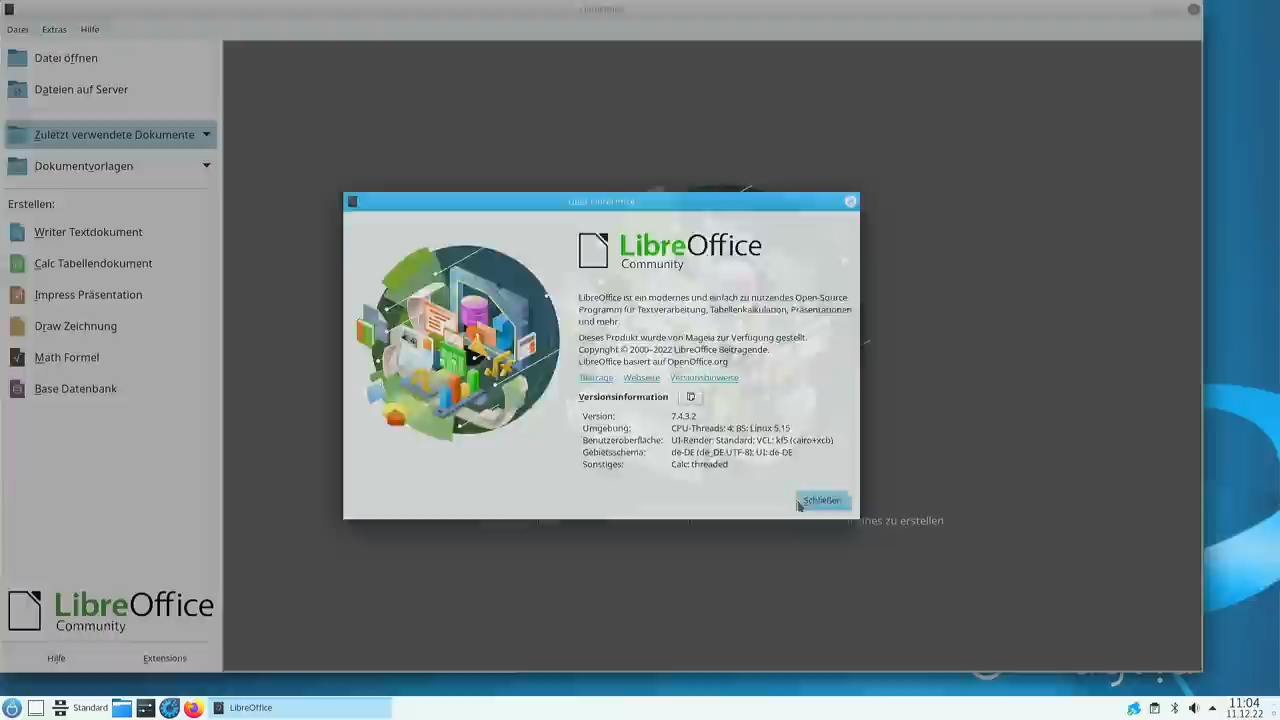 Datei Extras Hilfe
Datei öffnen
Dateien auf Server
Zuletzt verwendete Dokumente
Dokumentvorlagen
Erstellen:
Writer Textdokument
Calc Tabellendokument
Impress Präsentation
Draw Zeichnung
Math Formel
Base Datenbank
LibreOffice
Community
Hilfe Extensions
Über LibreOffice
LibreOffice
Community
LibreOffice ist ein modernes und einfach zu nutzendes Open-Source
Programm für Textverarbeitung, Tabellenkalkulation, Präsentationen
und mehr.
Dieses Produkt wurde von Mageia zur Verfügung gestellt.
Copyright © 2000–2022 LibreOffice Beitragende.
LibreOffice basiert auf OpenOffice.org
Beiträge Webseite Versionshinweise
Versionsinformation
Version: 7.4.3.2
Umgebung: CPU-Threads: 4; BS: Linux 5.15
Benutzeroberfläche: UI-Render: Standard; VCL: kf5 (cairo+xcb)
Gebietsschema: de-DE (de_DE.UTF-8); UI: de-DE
Sonstiges: Calc: threaded
Schließen
ines zu erstellen
Standard LibreOffice 11:04
11.12.22